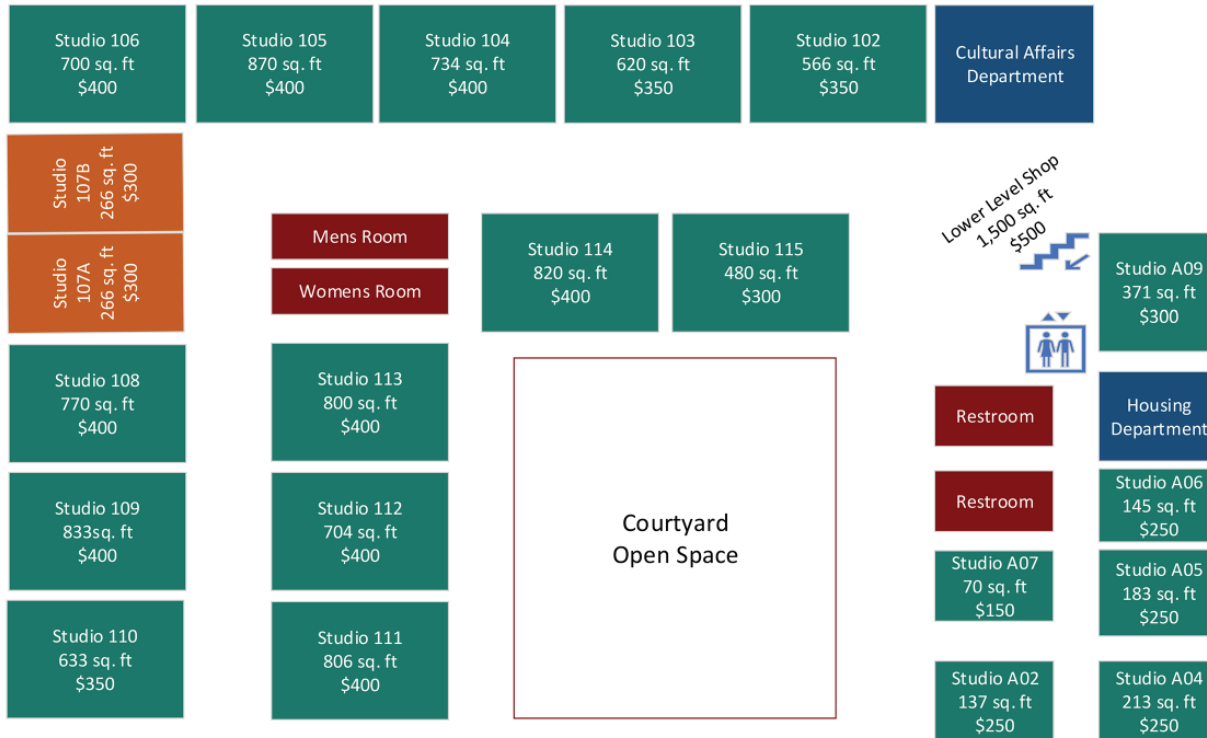 Studio 106
700 sq. ft
$400
Studio 105
870 sq. ft
$400
Studio 104
734 sq. ft
$400
Studio 103
620 sq. ft
$350
Studio 102
566 sq. ft
$350
Cultural Affairs
Department
Studio
107B
266 sq. ft
$300
Studio
107A
266 sq. ft
$300
Mens Room
Womens Room
Studio 114
820 sq. ft
$400
Studio 115
480 sq. ft
$300
Lower Level Shop
1,500 sq. ft
$500
Studio A09
371 sq. ft
$300
Studio 108
770 sq. ft
$400
Studio 113
800 sq. ft
$400
Restroom
Housing
Department
Studio 109
833sq. ft
$400
Studio 112
704 sq. ft
$400
Courtyard
Open Space
Restroom
Studio A06
145 sq. ft
$250
Studio A07
70 sq. ft
$150
Studio A05
183 sq. ft
$250
Studio 110
633 sq. ft
$350
Studio 111
806 sq. ft
$400
Studio A02
137 sq. ft
$250
Studio A04
213 sq. ft
$250